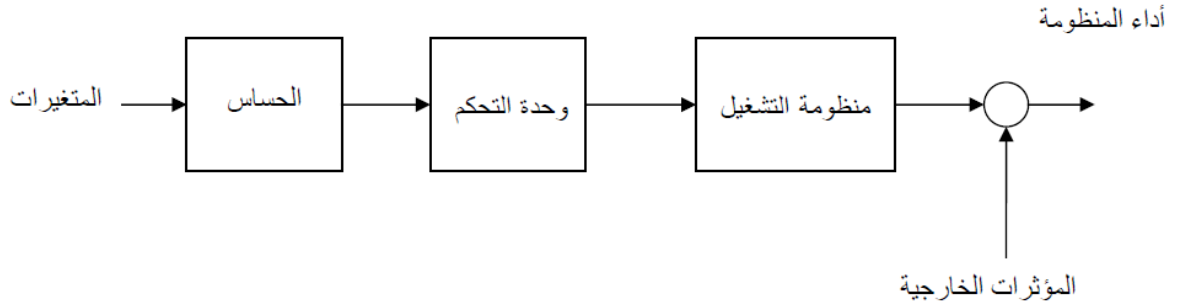 أداء المنظومة
المتغيرات
الحساس
وحدة التحكم
منظومة التشغيل
المؤثرات الخارجية